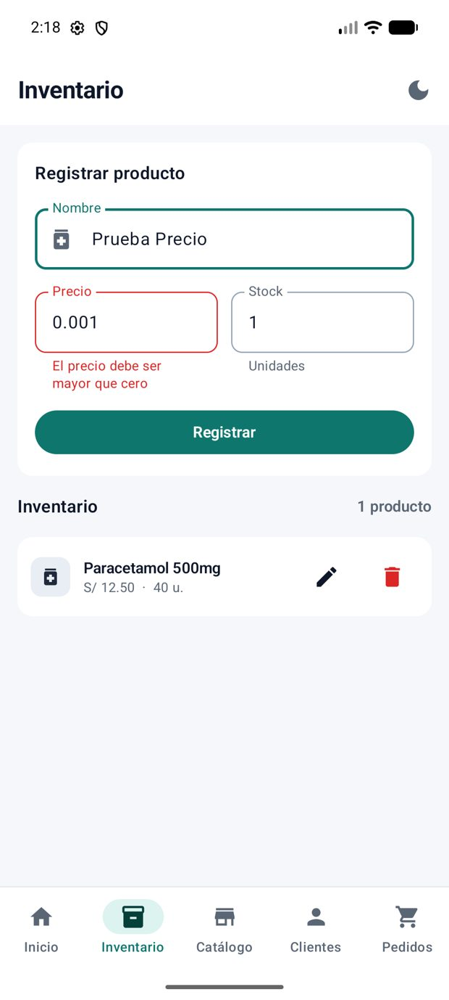 2:18
Inventario
Registrar producto
Nombre
Prueba Precio
Precio
0.001
El precio debe ser
mayor que cero
Stock
1
Unidades
Registrar
Inventario
1 producto
Paracetamol 500mg
S/ 12.50 · 40 u.
Inicio
Inventario
Catálogo
Clientes
Pedidos